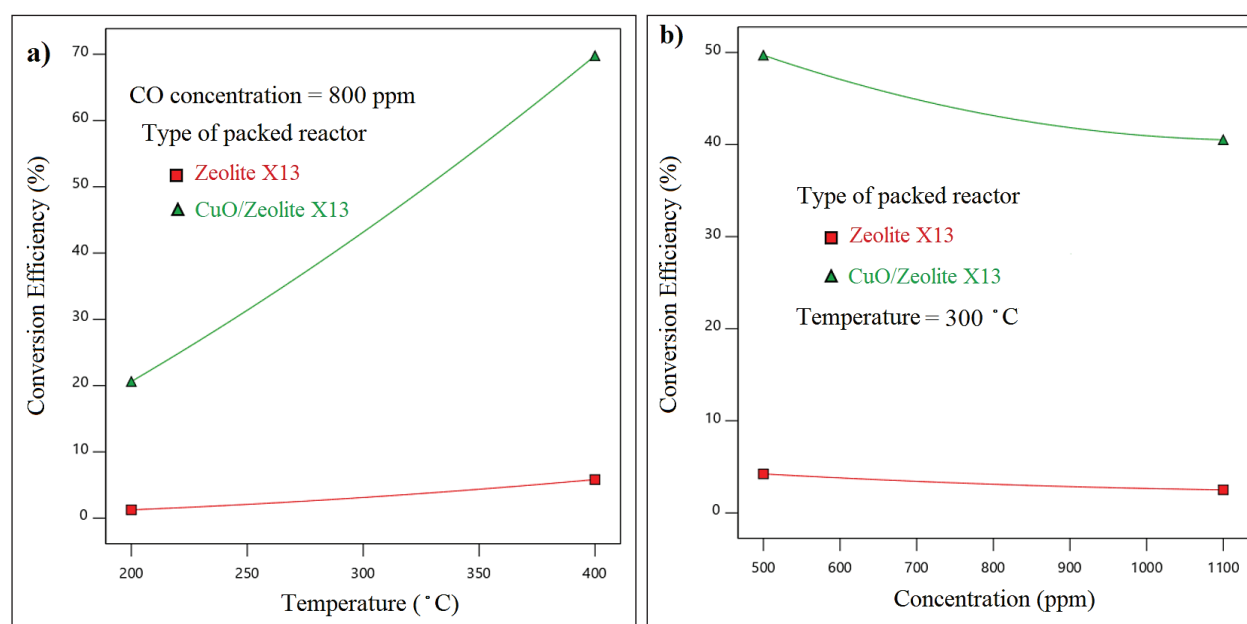 a)
CO concentration = 800 ppm
Type of packed reactor
Zeolite X13
CuO/Zeolite X13
Conversion Efficiency (%)
70
60
50
40
30
20
10
0
200
250
300
350
400
Temperature (˚C)
b)
Type of packed reactor
Zeolite X13
CuO/Zeolite X13
Temperature = 300 ˚C
Conversion Efficiency (%)
50
40
30
20
10
0
500
600
700
800
900
1000
1100
Concentration (ppm)